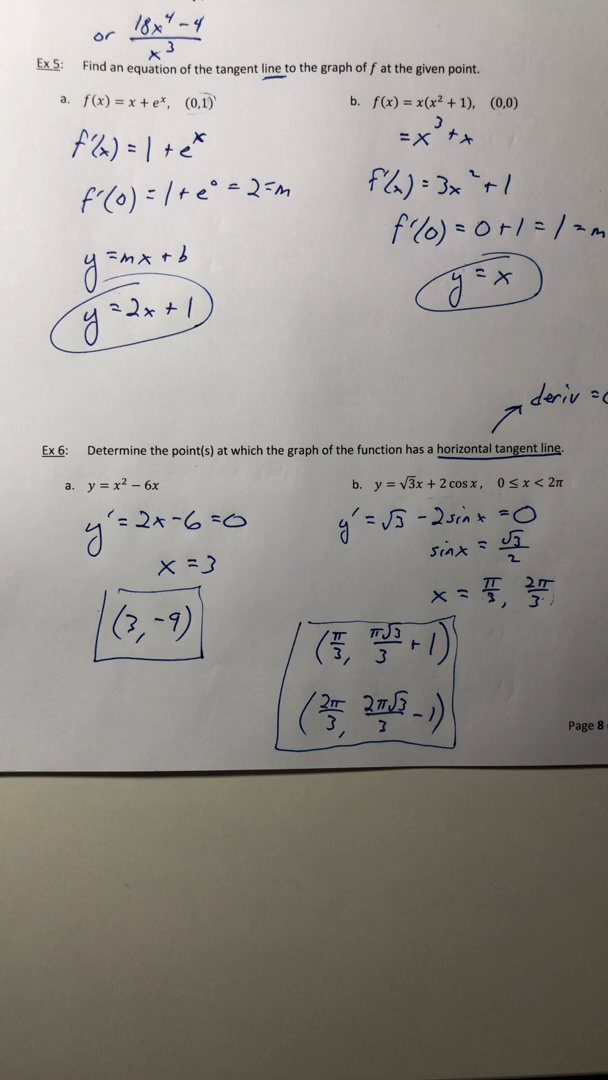 or 18x⁴-4/x³
Ex 5: Find an equation of the tangent line to the graph of f at the given point.
a. f(x) = x + eˣ, (0,1)
b. f(x) = x(x² + 1), (0,0)
f'(x) = 1 + eˣ
f'(0) = 1 + e⁰ = 2 = m
y = mx + b
y = 2x + 1
= x³ + x
f'(x) = 3x² + 1
f'(0) = 0 + 1 = 1 = m
y = x
deriv = 0
Ex 6: Determine the point(s) at which the graph of the function has a horizontal tangent line.
a. y = x² − 6x
b. y = √3x + 2 cos x, 0 ≤ x < 2π
y' = 2x - 6 = 0
x = 3
(3, -9)
y' = √3 - 2 sin x = 0
sin x = √3/2
x = π/3, 2π/3
(π/3, π√3/3 + 1)
(2π/3, 2π√3/3 - 1)
Page 8